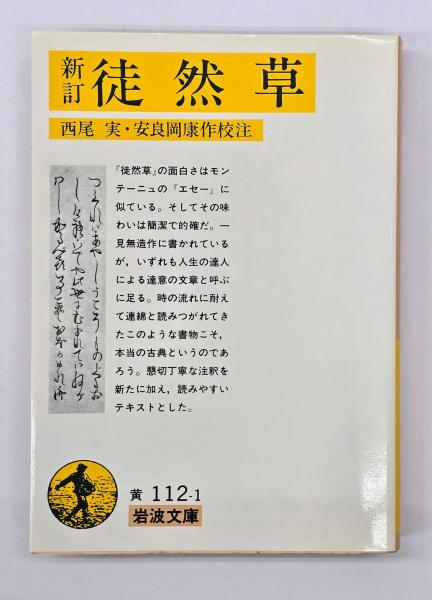 新訂 徒然草
西尾 実・安良岡康作校注
『徒然草』の面白さはモン
テーニュの『エセー』に
似ている。そしてその味
わいは簡潔で的確だ。一
見無造作に書かれている
が，いずれも人生の達人
による達意の文章と呼ぶ
に足る。時の流れに耐え
て連綿と読みつがれてき
たこのような書物こそ，
本当の古典というのであ
ろう。懇切丁寧な注釈を
新たに加え，読みやすい
テキストとした。
黄 112-1
岩波文庫